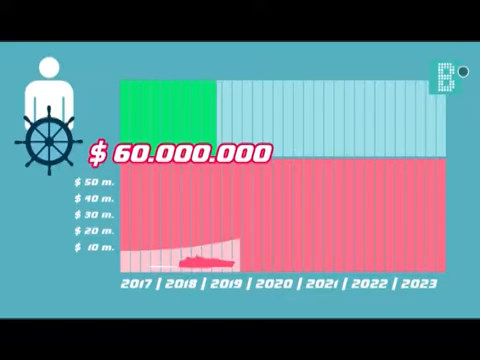 B
$ 60.000.000
$ 50 m.
$ 40 m.
$ 30 m.
$ 20 m.
$ 10 m.
2017 | 2018 | 2019 | 2020 | 2021 | 2022 | 2023